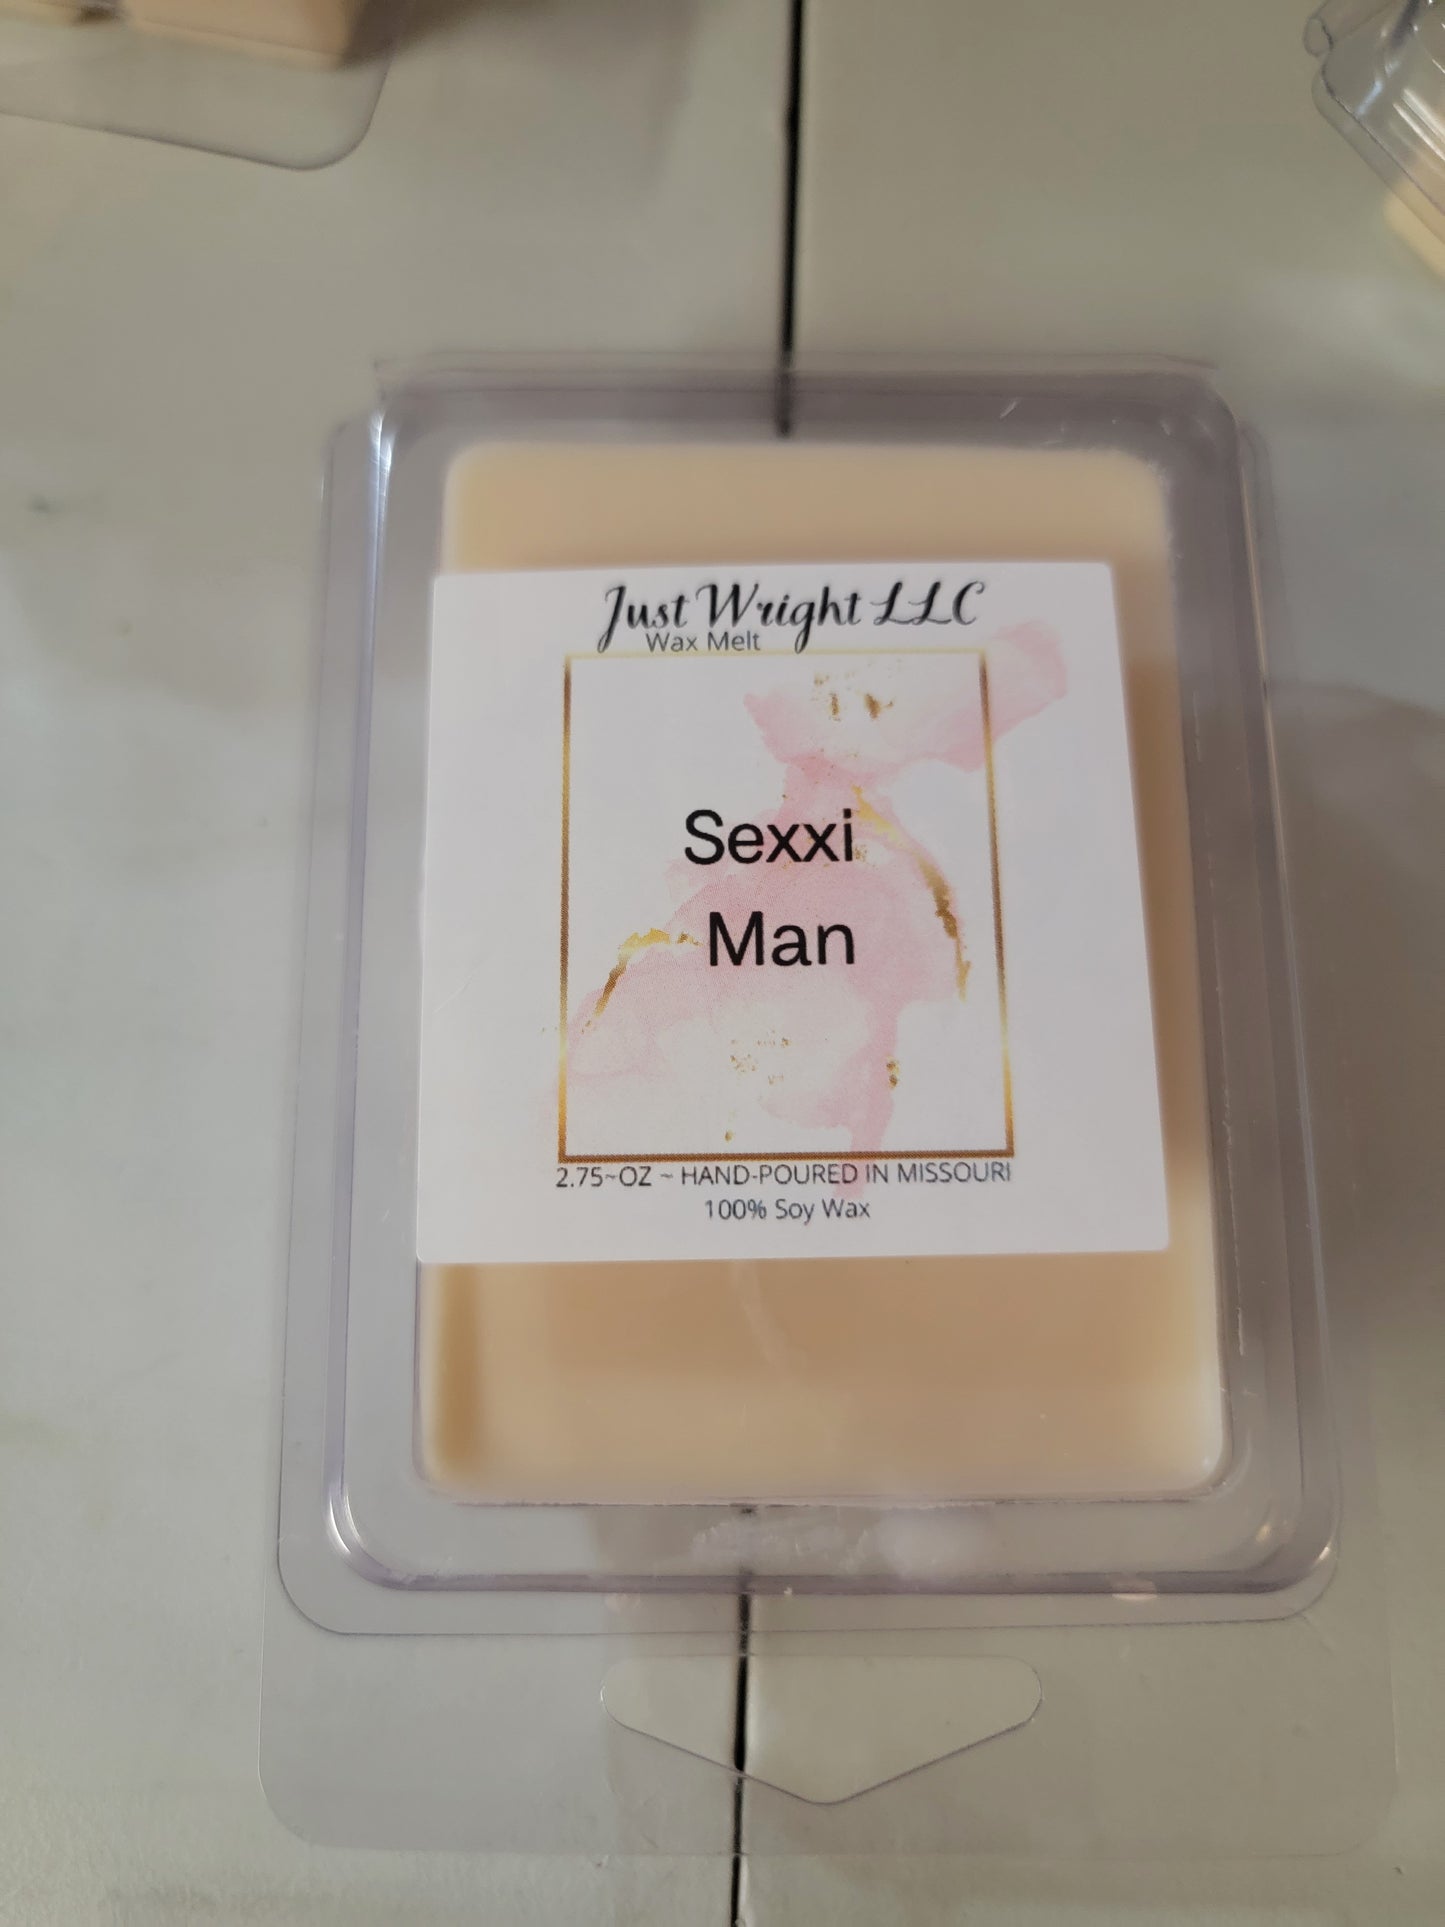 Just Wright LLC
Wax Melt
Sexxi
Man
2.75~OZ ~ HAND-POURED IN MISSOURI
100% Soy Wax